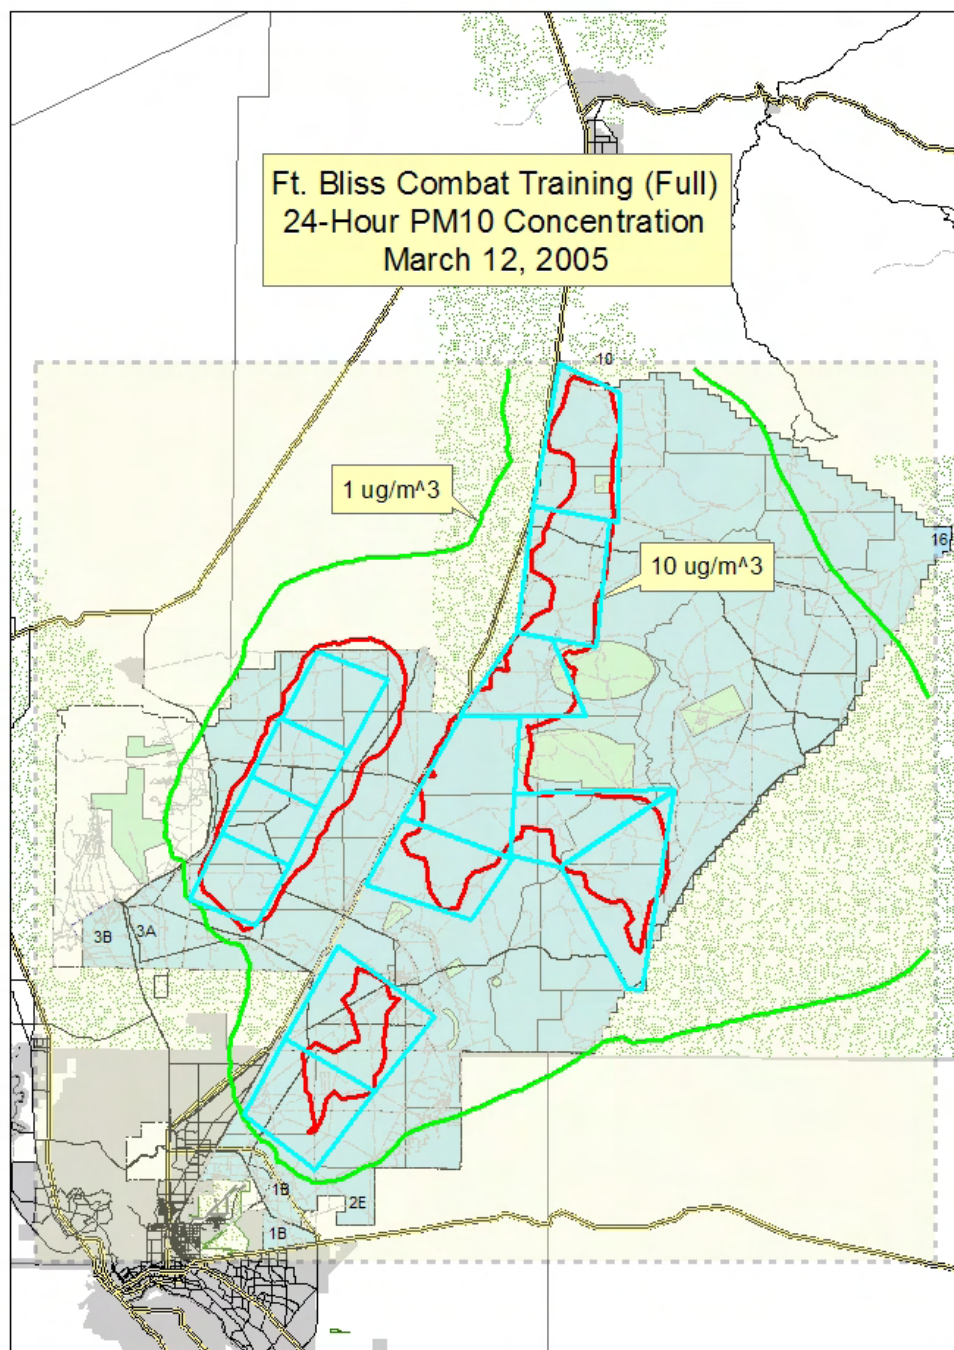 Ft. Bliss Combat Training (Full)
24-Hour PM10 Concentration
March 12, 2005
10
1 ug/m^3
16
10 ug/m^3
3B
3A
1B
2E
1B